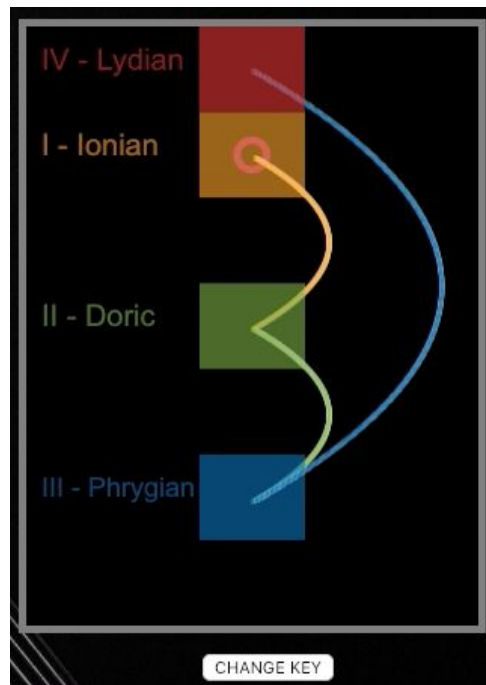 IV - Lydian
I - Ionian
II - Doric
III - Phrygian
CHANGE KEY